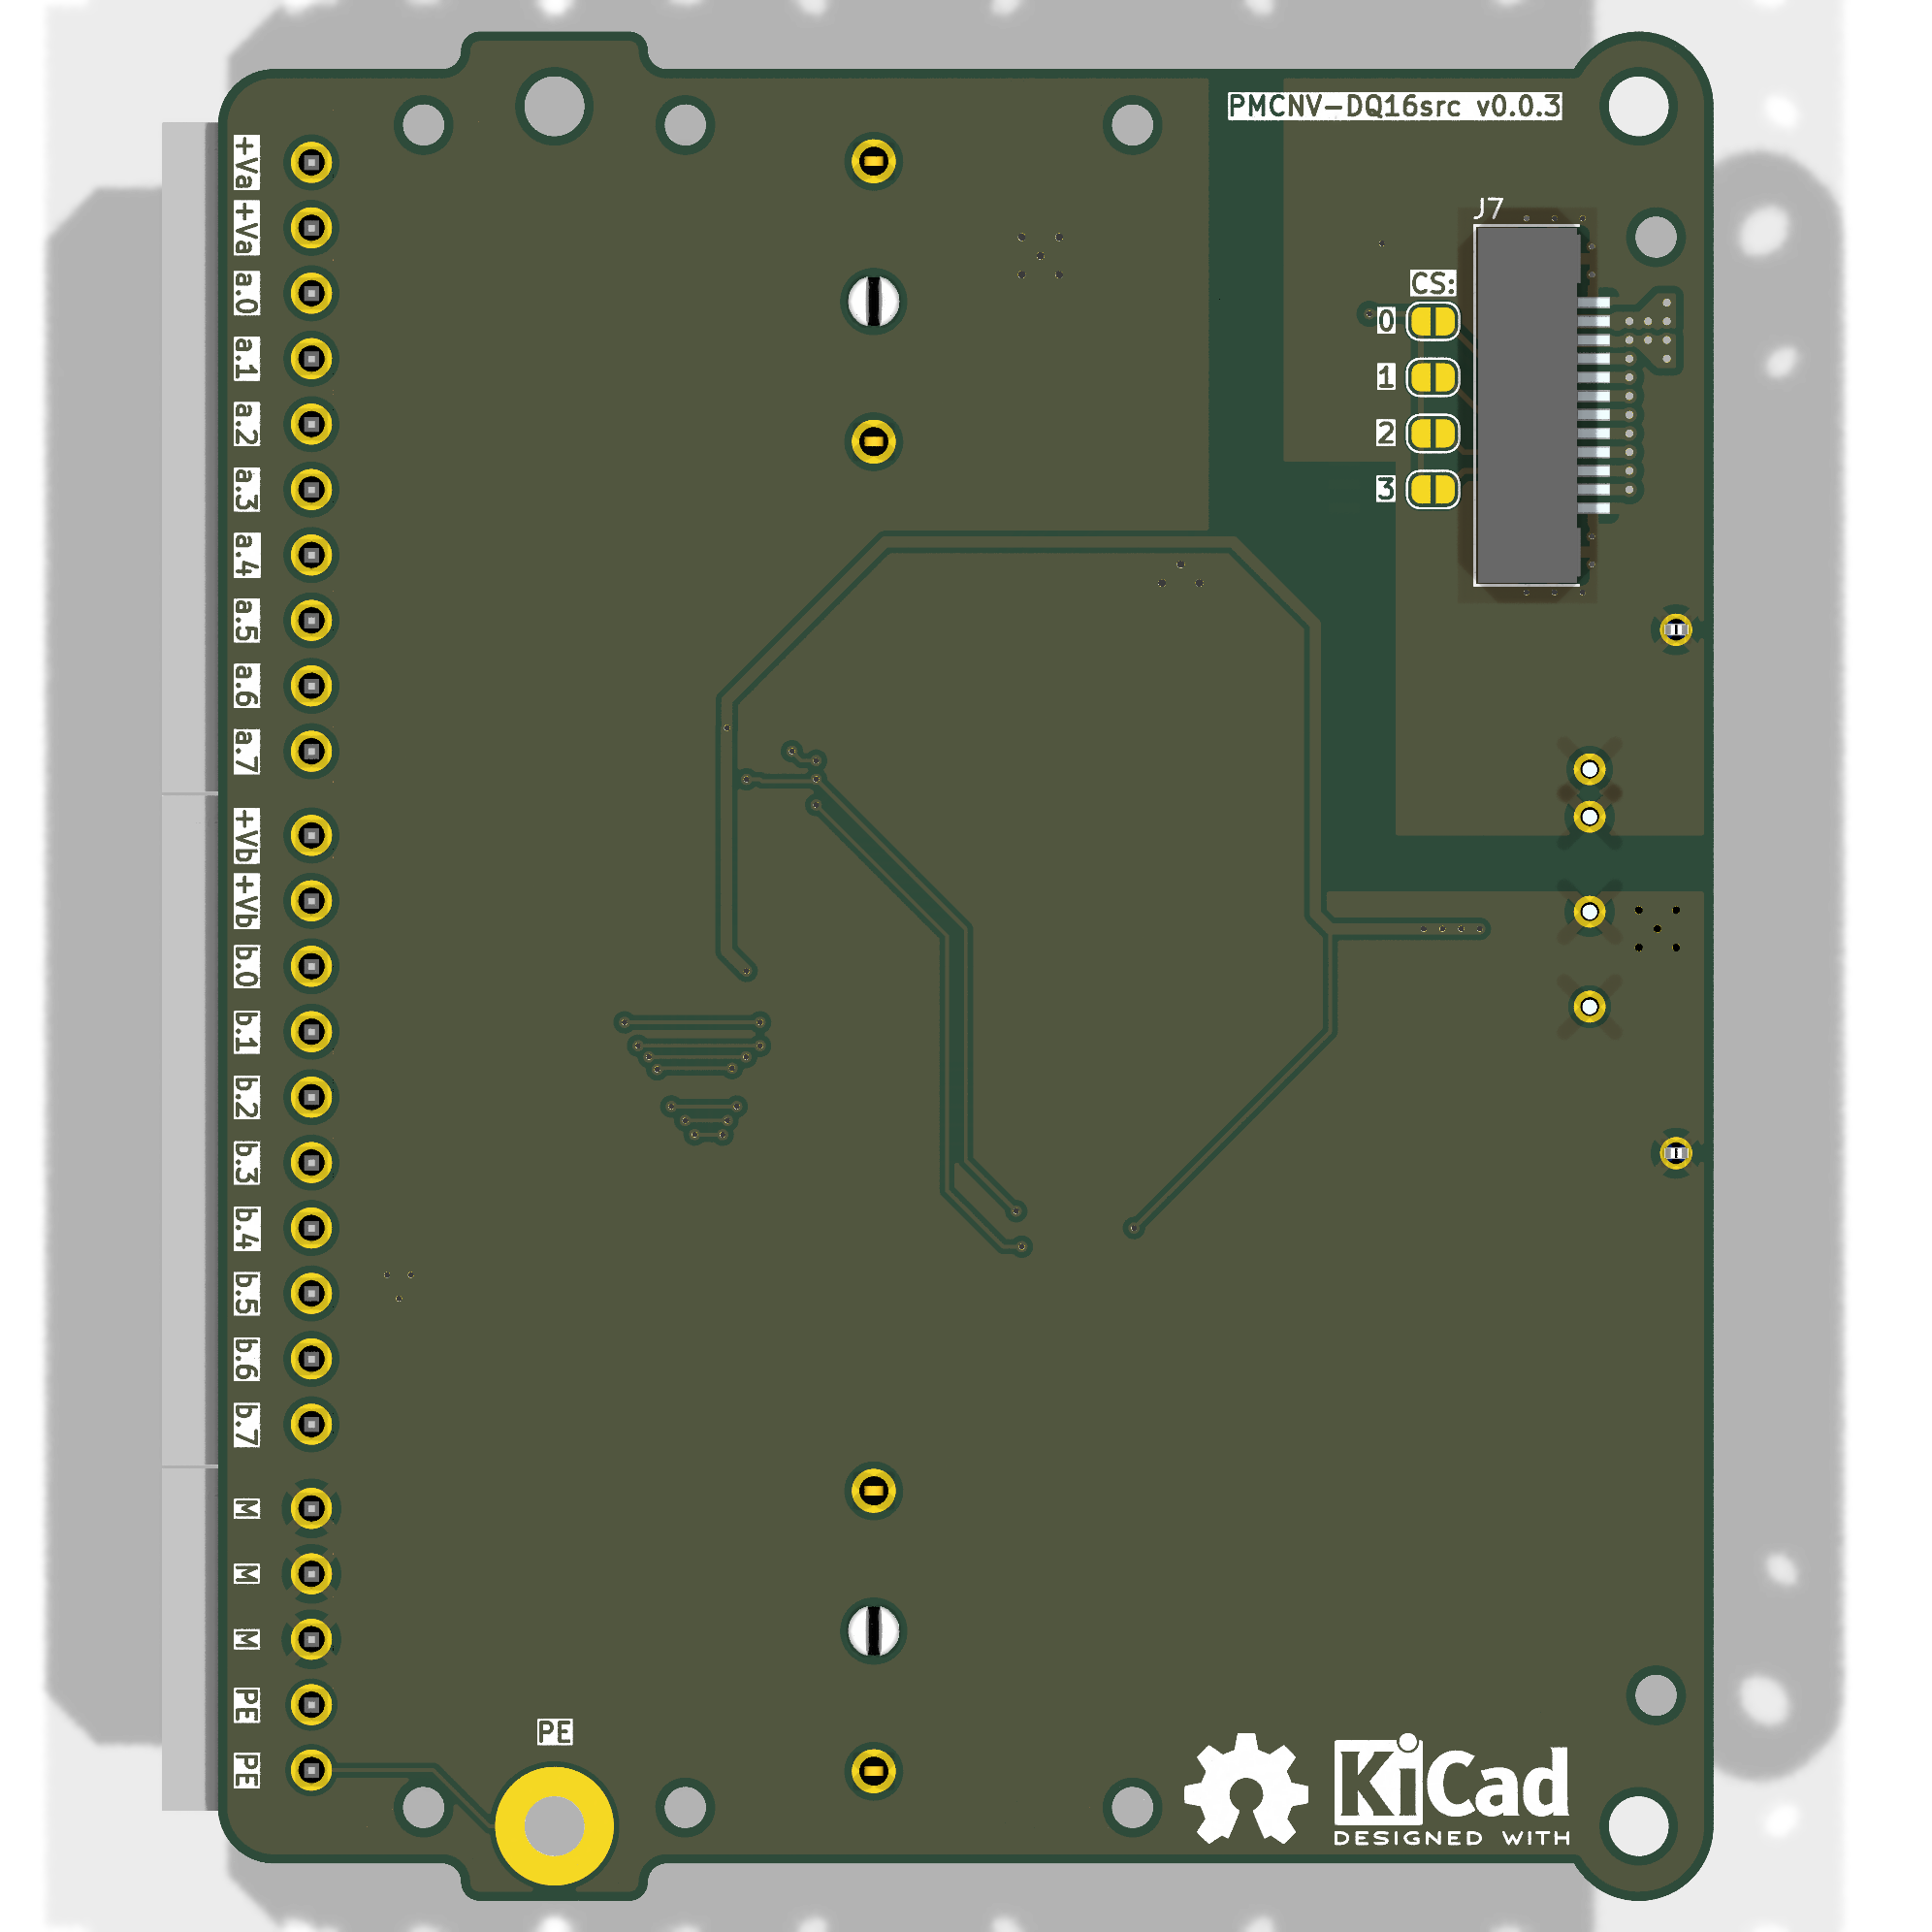 PMCNV-DQ16src v0.0.3
J7
CS:
0
1
2
3
+Va
+Va
a.0
a.1
a.2
a.3
a.4
a.5
a.6
a.7
+Vb
+Vb
b.0
b.1
b.2
b.3
b.4
b.5
b.6
b.7
M
M
M
PE
PE
PE
KiCad
DESIGNED WITH